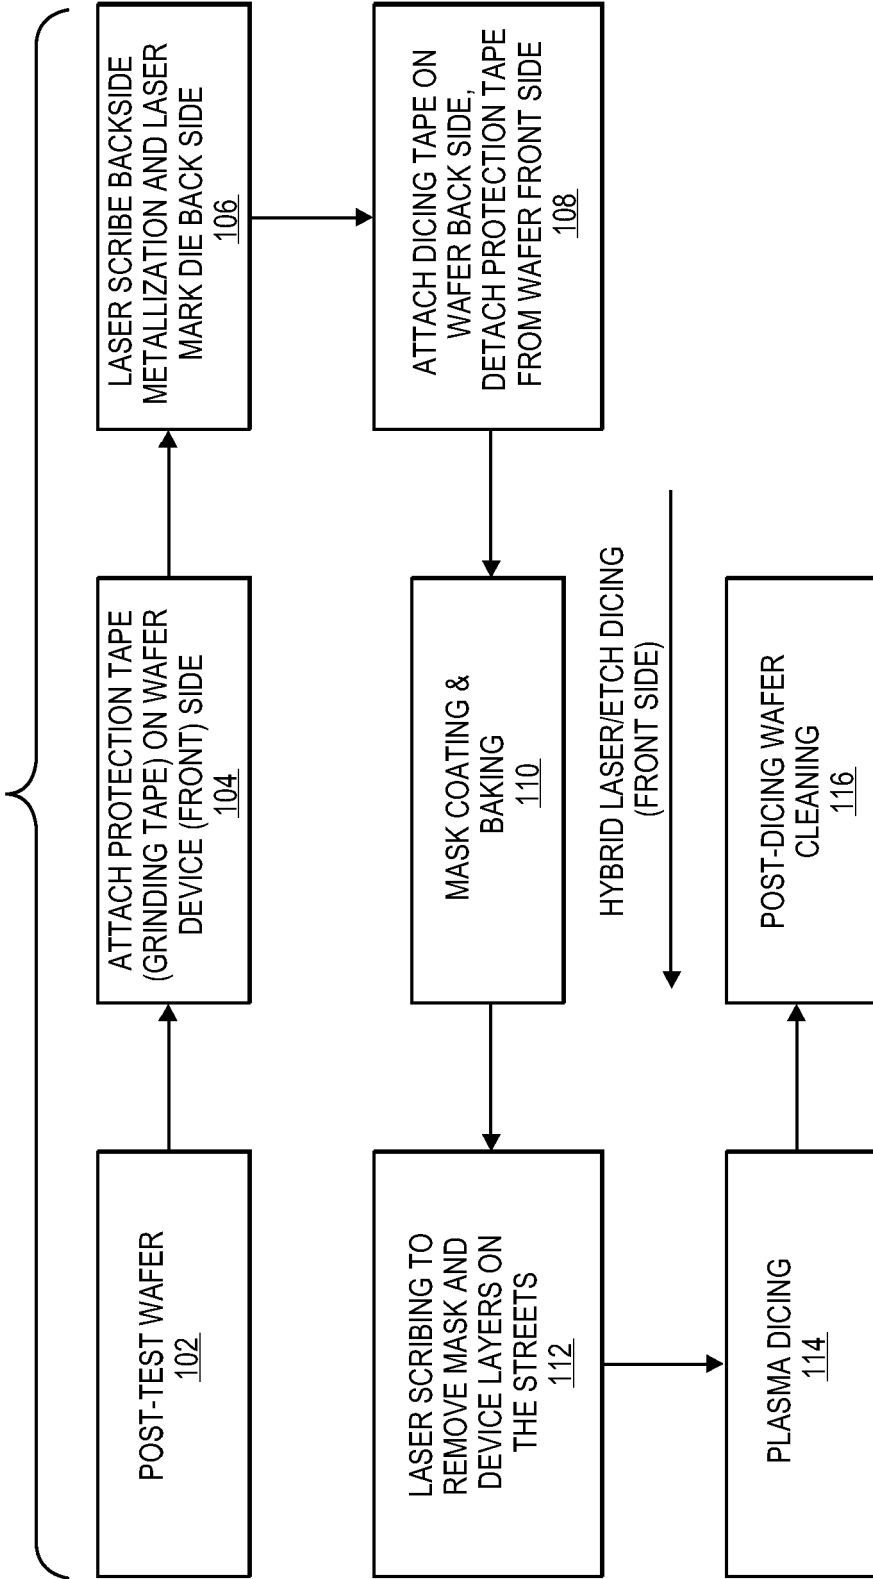 POST-TEST WAFER
102
ATTACH PROTECTION TAPE
(GRINDING TAPE) ON WAFER
DEVICE (FRONT) SIDE
104
LASER SCRIBE BACKSIDE
METALLIZATION AND LASER
MARK DIE BACK SIDE
106
ATTACH DICING TAPE ON
WAFER BACK SIDE,
DETACH PROTECTION TAPE
FROM WAFER FRONT SIDE
108
MASK COATING &
BAKING
110
LASER SCRIBING TO
REMOVE MASK AND
DEVICE LAYERS ON
THE STREETS
112
HYBRID LASER/ETCH DICING
(FRONT SIDE)
PLASMA DICING
114
POST-DICING WAFER
CLEANING
116